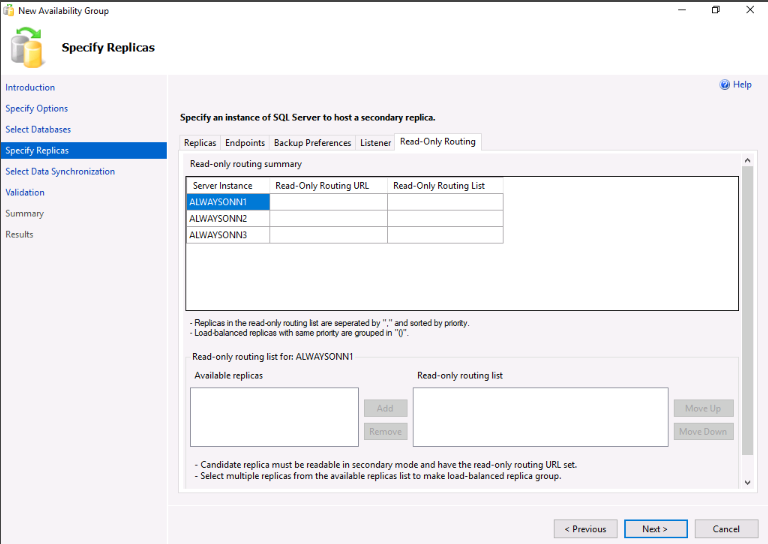 New Availability Group
Specify Replicas
Help
Introduction
Specify Options
Select Databases
Specify Replicas
Select Data Synchronization
Validation
Summary
Results
Specify an instance of SQL Server to host a secondary replica.
Replicas Endpoints Backup Preferences Listener Read-Only Routing
Read-only routing summary
Server Instance Read-Only Routing URL Read-Only Routing List
ALWAYSONN1
ALWAYSONN2
ALWAYSONN3
- Replicas in the read-only routing list are seperated by "," and sorted by priority.
- Load-balanced replicas with same priority are grouped in "()".
Read-only routing list for: ALWAYSONN1
Available replicas Read-only routing list
Add Move Up
Remove Move Down
- Candidate replica must be readable in secondary mode and have the read-only routing URL set.
- Select multiple replicas from the available replicas list to make load-balanced replica group.
< Previous Next > Cancel